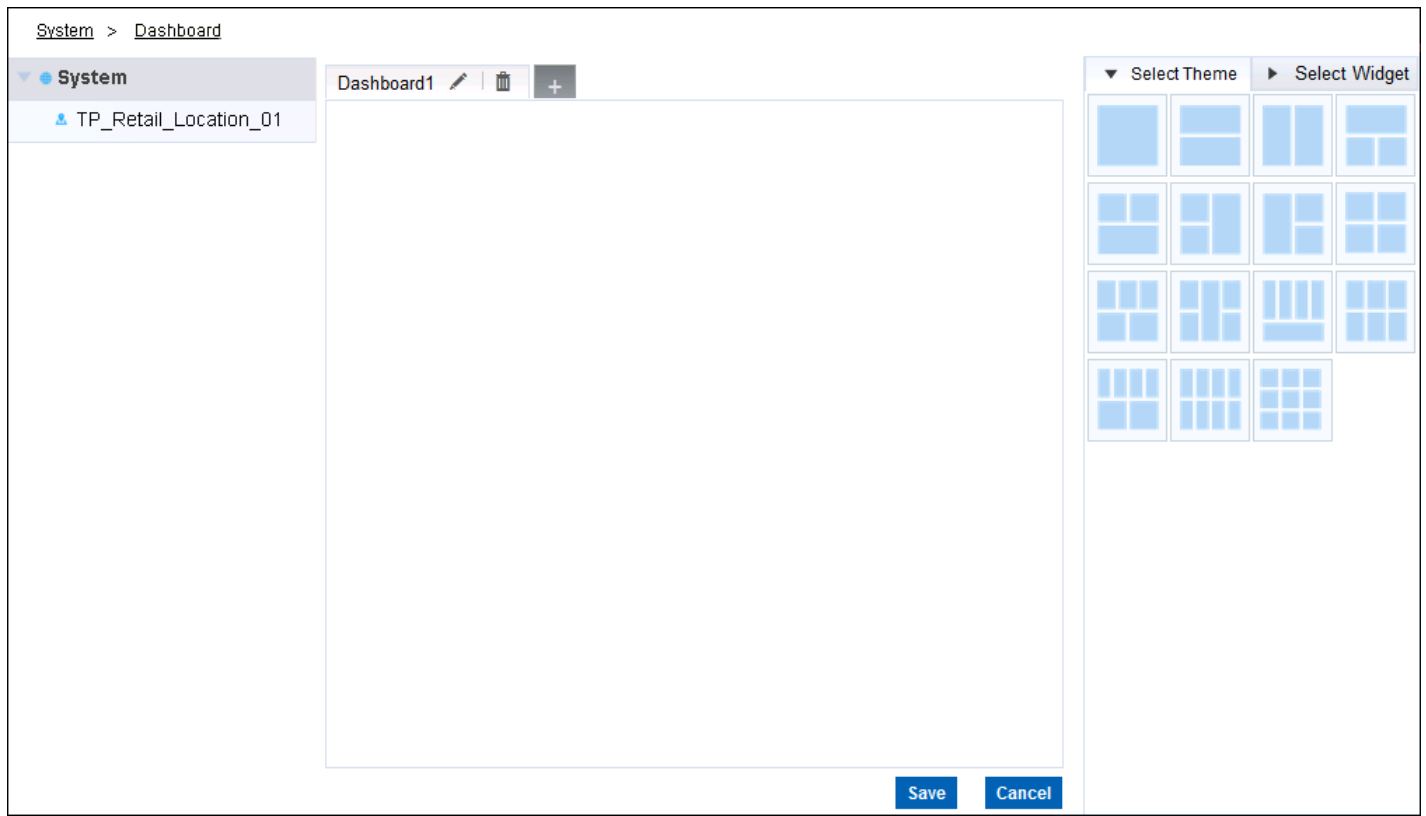 System > Dashboard
System
TP_Retail_Location_01
Dashboard1
+
Select Theme
Select Widget
Save
Cancel